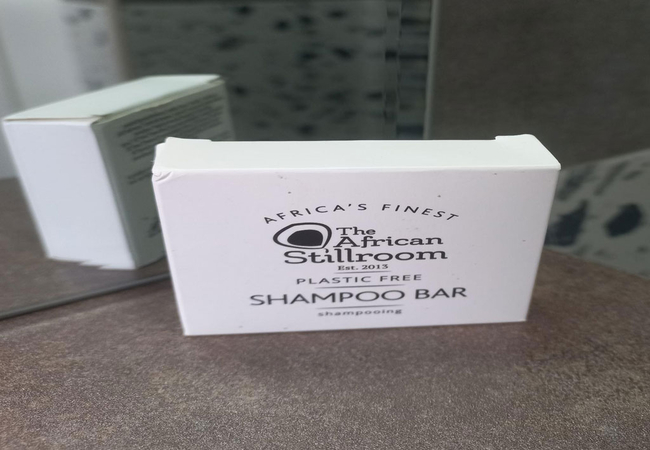 AFRICA'S FINEST
The
African
Stillroom
Est. 2013
PLASTIC FREE
SHAMPOO BAR
shampooing